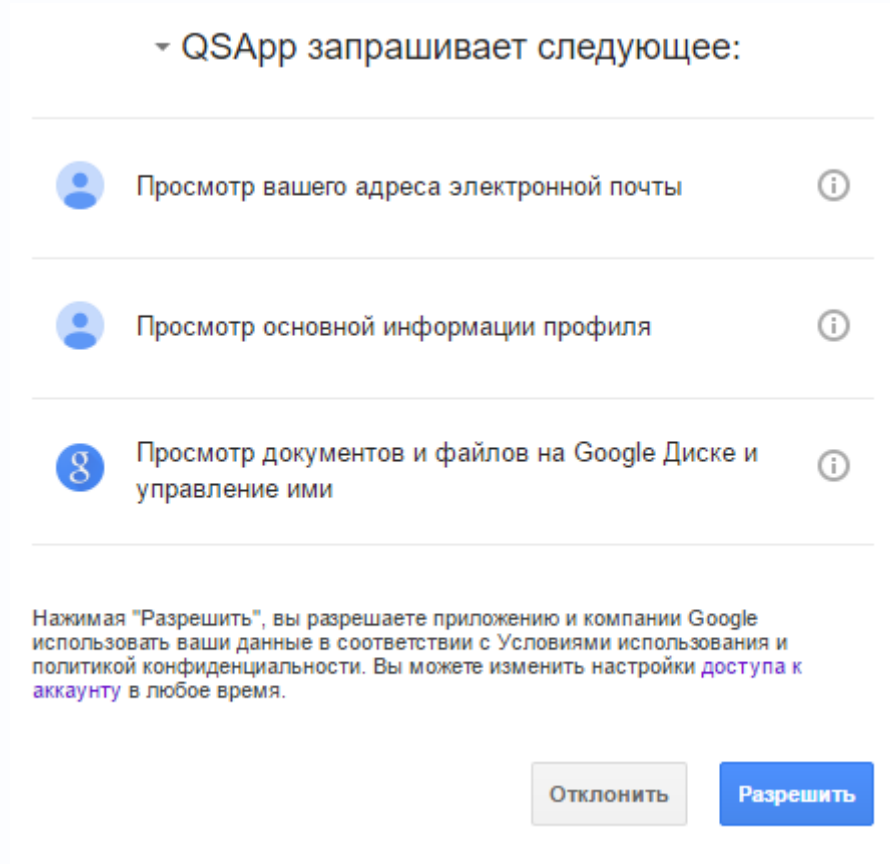 QSApp запрашивает следующее:
Просмотр вашего адреса электронной почты
Просмотр основной информации профиля
Просмотр документов и файлов на Google Диске и
управление ими
Нажимая "Разрешить", вы разрешаете приложению и компании Google
использовать ваши данные в соответствии с Условиями использования и
политикой конфиденциальности. Вы можете изменить настройки доступа к
аккаунту в любое время.
Отклонить
Разрешить